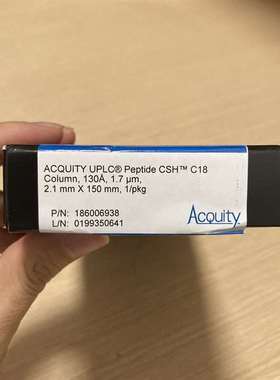 ACQUITY UPLC® Peptide CSH™ C18
Column, 130Å, 1.7 µm,
2.1 mm X 150 mm, 1/pkg
P/N: 186006938
L/N: 0199350641
Acquity